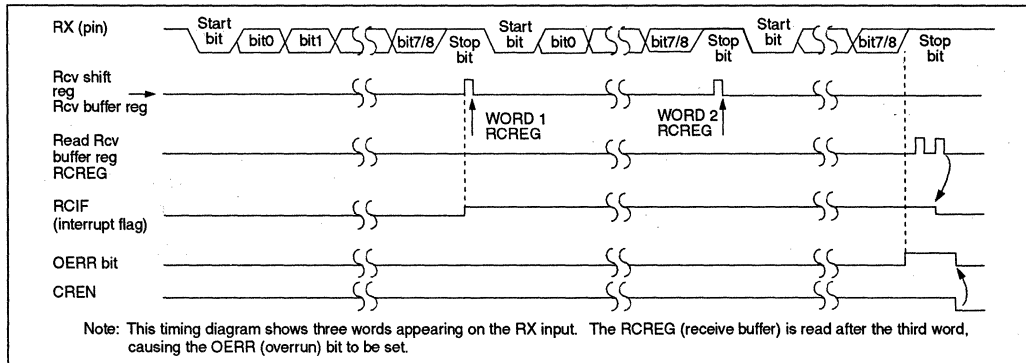 RX (pin)
Start bit
bit0
bit1
bit7/8
Stop bit
Start bit
bit0
bit7/8
Stop bit
Start bit
bit7/8
Stop bit
Rcv shift
reg
Rcv buffer reg
WORD 1
RCREG
WORD 2
RCREG
Read Rcv
buffer reg
RCREG
RCIF
(interrupt flag)
OERR bit
CREN
Note: This timing diagram shows three words appearing on the RX input. The RCREG (receive buffer) is read after the third word,
causing the OERR (overrun) bit to be set.